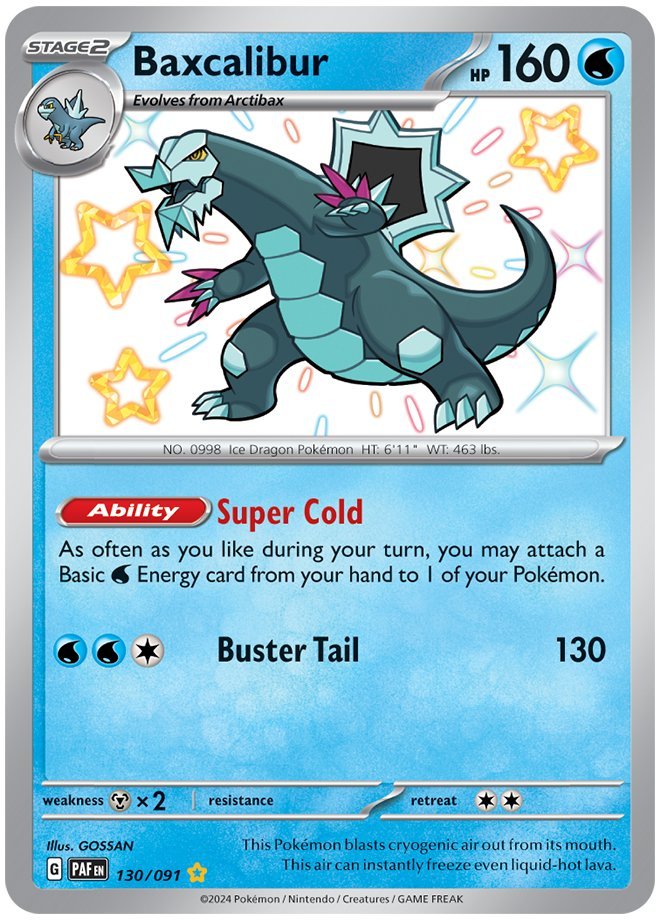 STAGE2
Baxcalibur
HP 160
Evolves from Arctibax
NO. 0998 Ice Dragon Pokémon HT: 6'11" WT: 463 lbs.
Ability Super Cold
As often as you like during your turn, you may attach a
Basic Energy card from your hand to 1 of your Pokémon.
Buster Tail 130
weakness ×2 resistance retreat
Illus. GOSSAN
This Pokémon blasts cryogenic air out from its mouth.
This air can instantly freeze even liquid-hot lava.
G PAF EN 130/091
©2024 Pokémon / Nintendo / Creatures / GAME FREAK